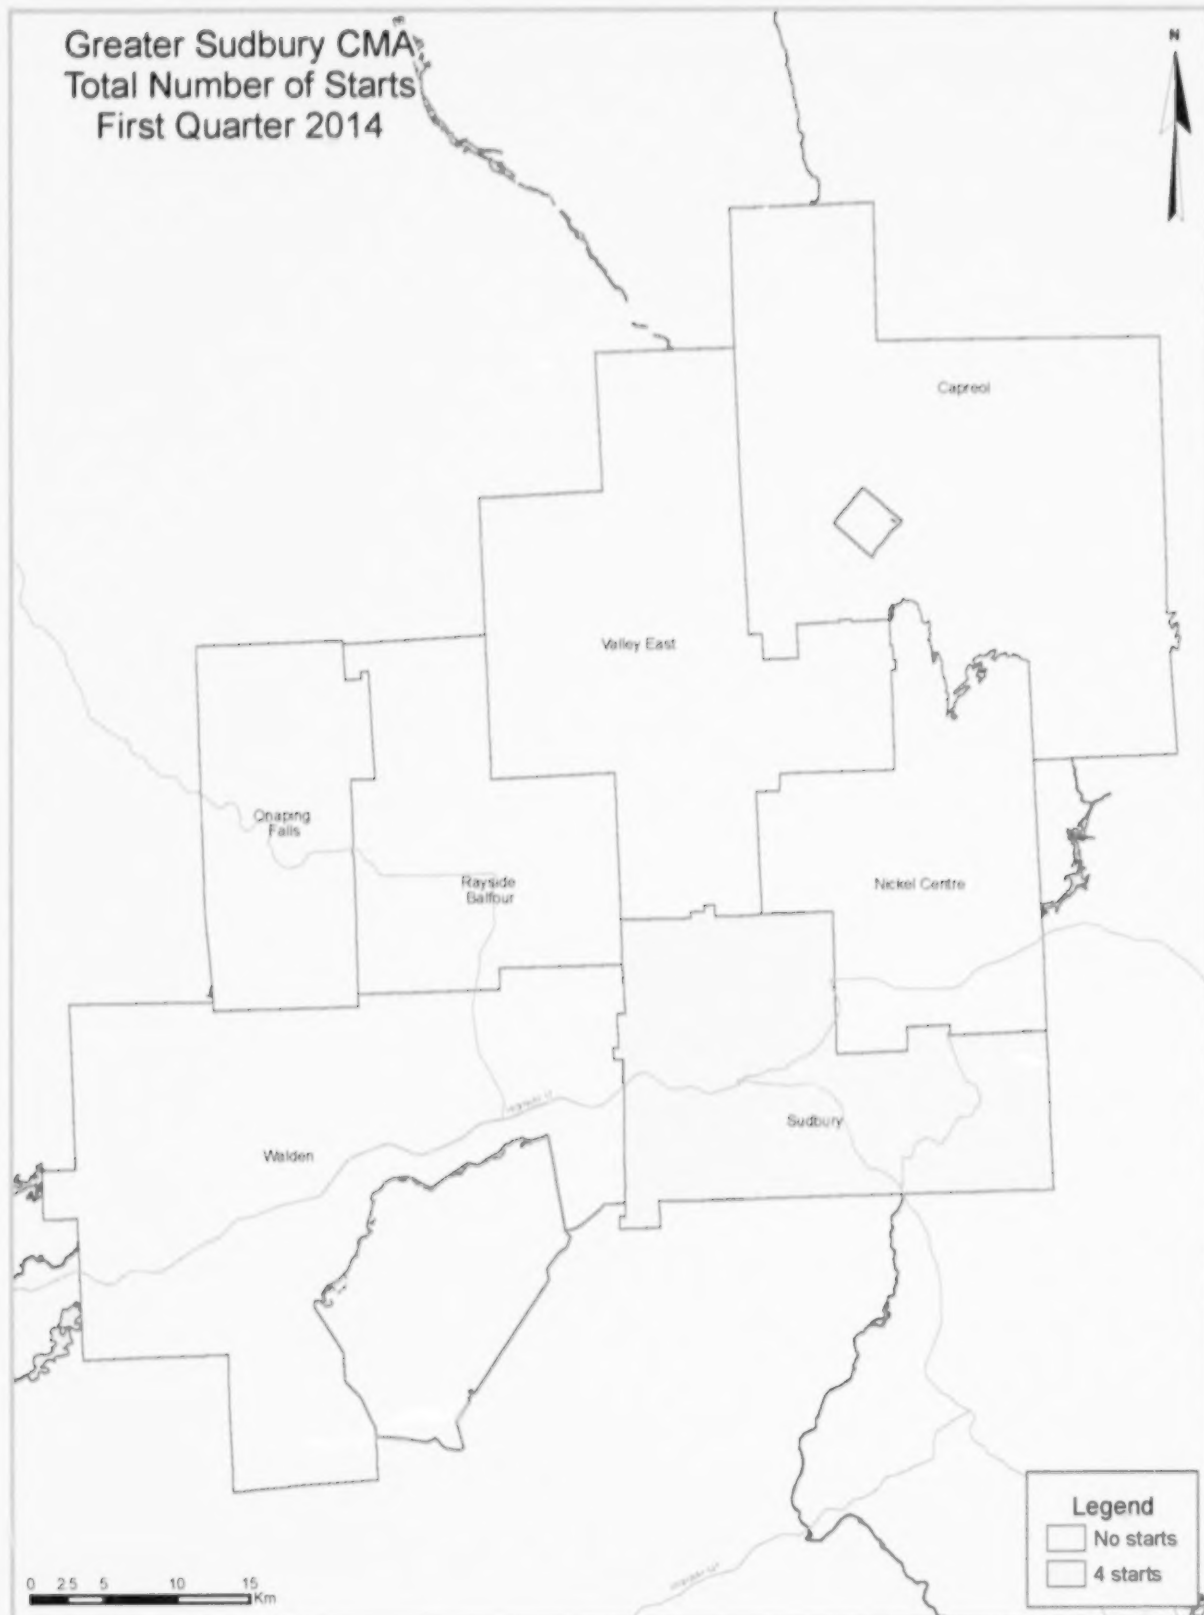 Greater Sudbury CMA
Total Number of Starts
First Quarter 2014
N
Capreol
Valley East
Onaping
Falls
Rayside
Balfour
Nickel Centre
Sudbury
Walden
Legend
No starts
4 starts
0 2.5 5 10 15
Km